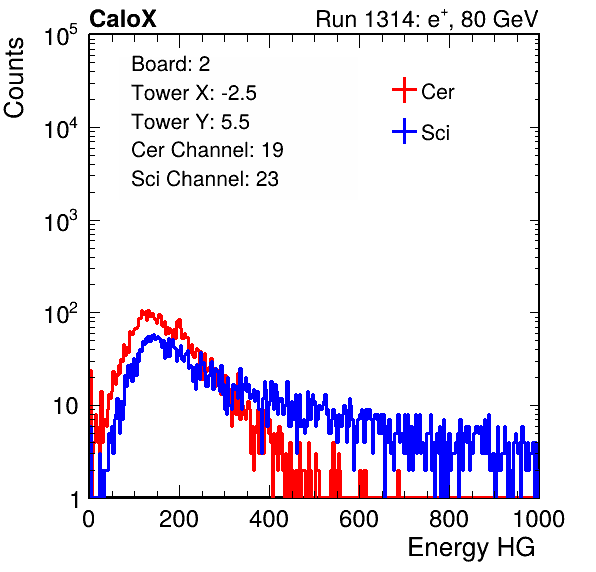 CaloX Run 1314: e+, 80 GeV
Counts
10^5
10^4
10^3
10^2
10
1
Board: 2
Tower X: -2.5
Tower Y: 5.5
Cer Channel: 19
Sci Channel: 23
Cer
Sci
0 200 400 600 800 1000
Energy HG